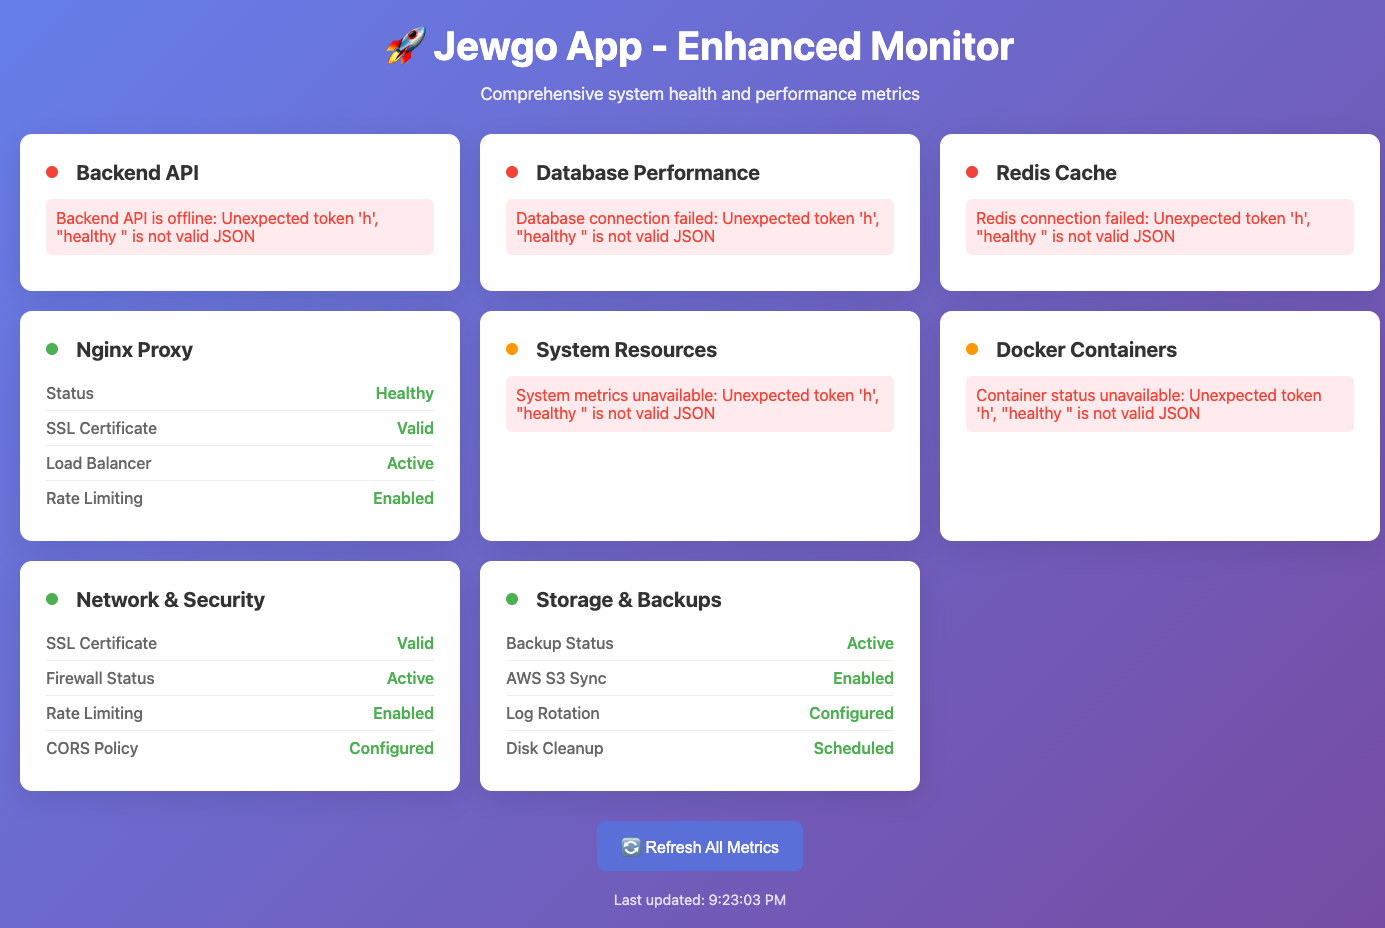 🚀 Jewgo App - Enhanced Monitor
Comprehensive system health and performance metrics
Backend API
Backend API is offline: Unexpected token 'h',
"healthy " is not valid JSON
Database Performance
Database connection failed: Unexpected token 'h',
"healthy " is not valid JSON
Redis Cache
Redis connection failed: Unexpected token 'h',
"healthy " is not valid JSON
Nginx Proxy
Status Healthy
SSL Certificate Valid
Load Balancer Active
Rate Limiting Enabled
System Resources
System metrics unavailable: Unexpected token 'h',
"healthy " is not valid JSON
Docker Containers
Container status unavailable: Unexpected token
'h', "healthy " is not valid JSON
Network & Security
SSL Certificate Valid
Firewall Status Active
Rate Limiting Enabled
CORS Policy Configured
Storage & Backups
Backup Status Active
AWS S3 Sync Enabled
Log Rotation Configured
Disk Cleanup Scheduled
🔄 Refresh All Metrics
Last updated: 9:23:03 PM